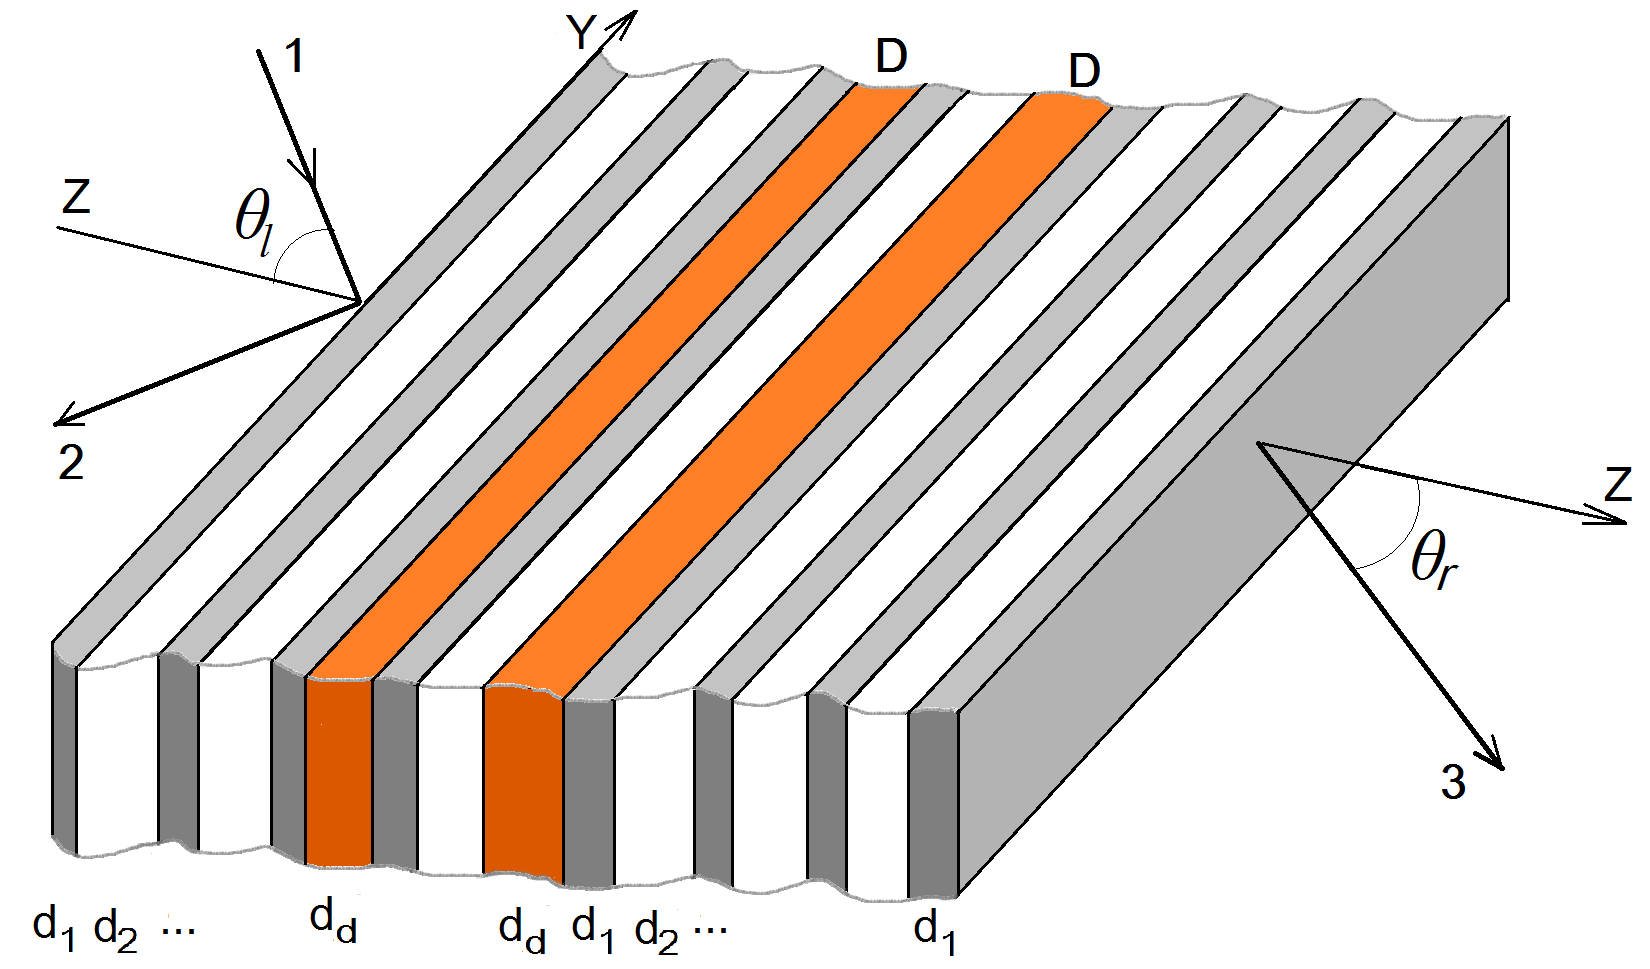 Y
1
D
D
Z
θl
2
Z
θr
3
d1 d2 ... dd dd d1 d2 ... d1